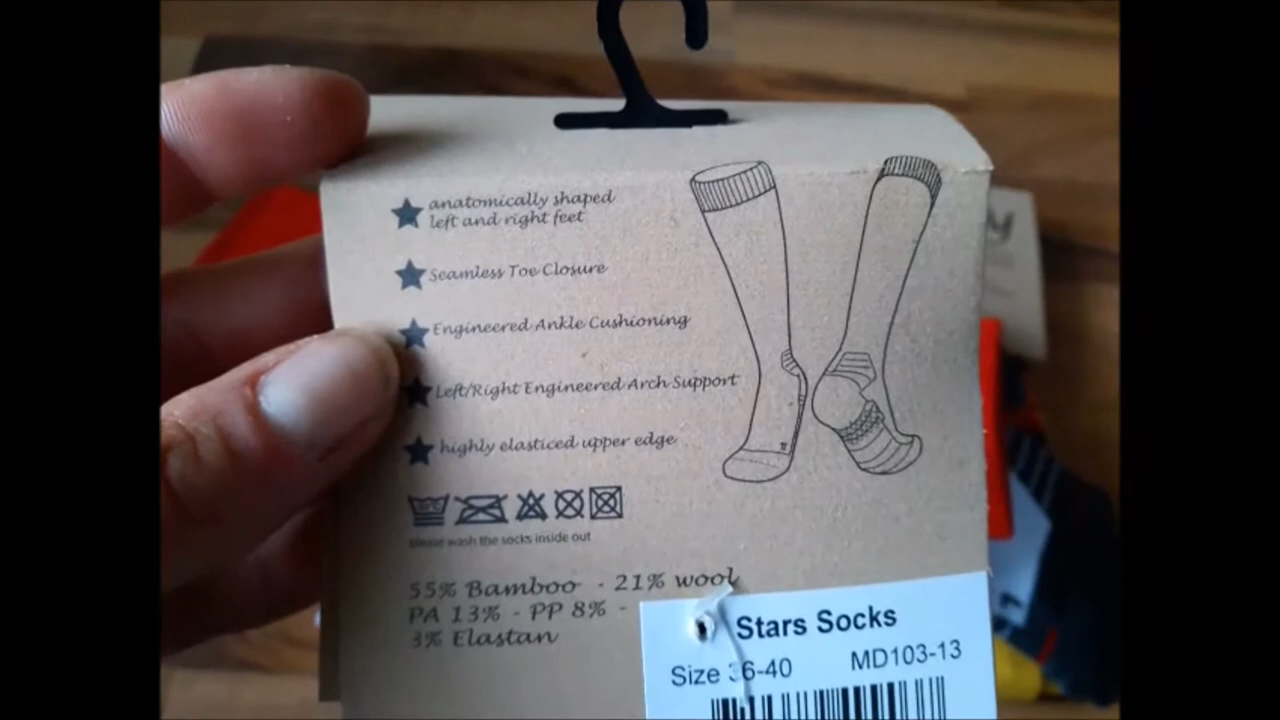 anatomically shaped
left and right feet
Seamless Toe Closure
Engineered Ankle Cushioning
Left/Right Engineered Arch Support
highly elasticed upper edge
please wash the socks inside out
55% Bamboo - 21% wool
PA 13% - PP 8% -
3% Elastan
Stars Socks
Size 36-40 MD103-13